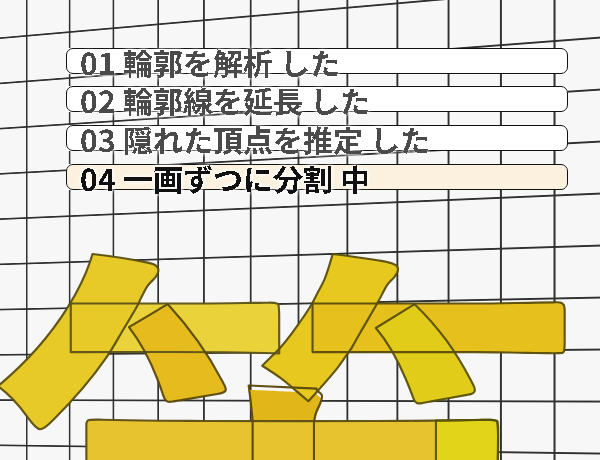 01 輪郭を解析 した
02 輪郭線を延長 した
03 隠れた頂点を推定 した
04 一画ずつに分割 中